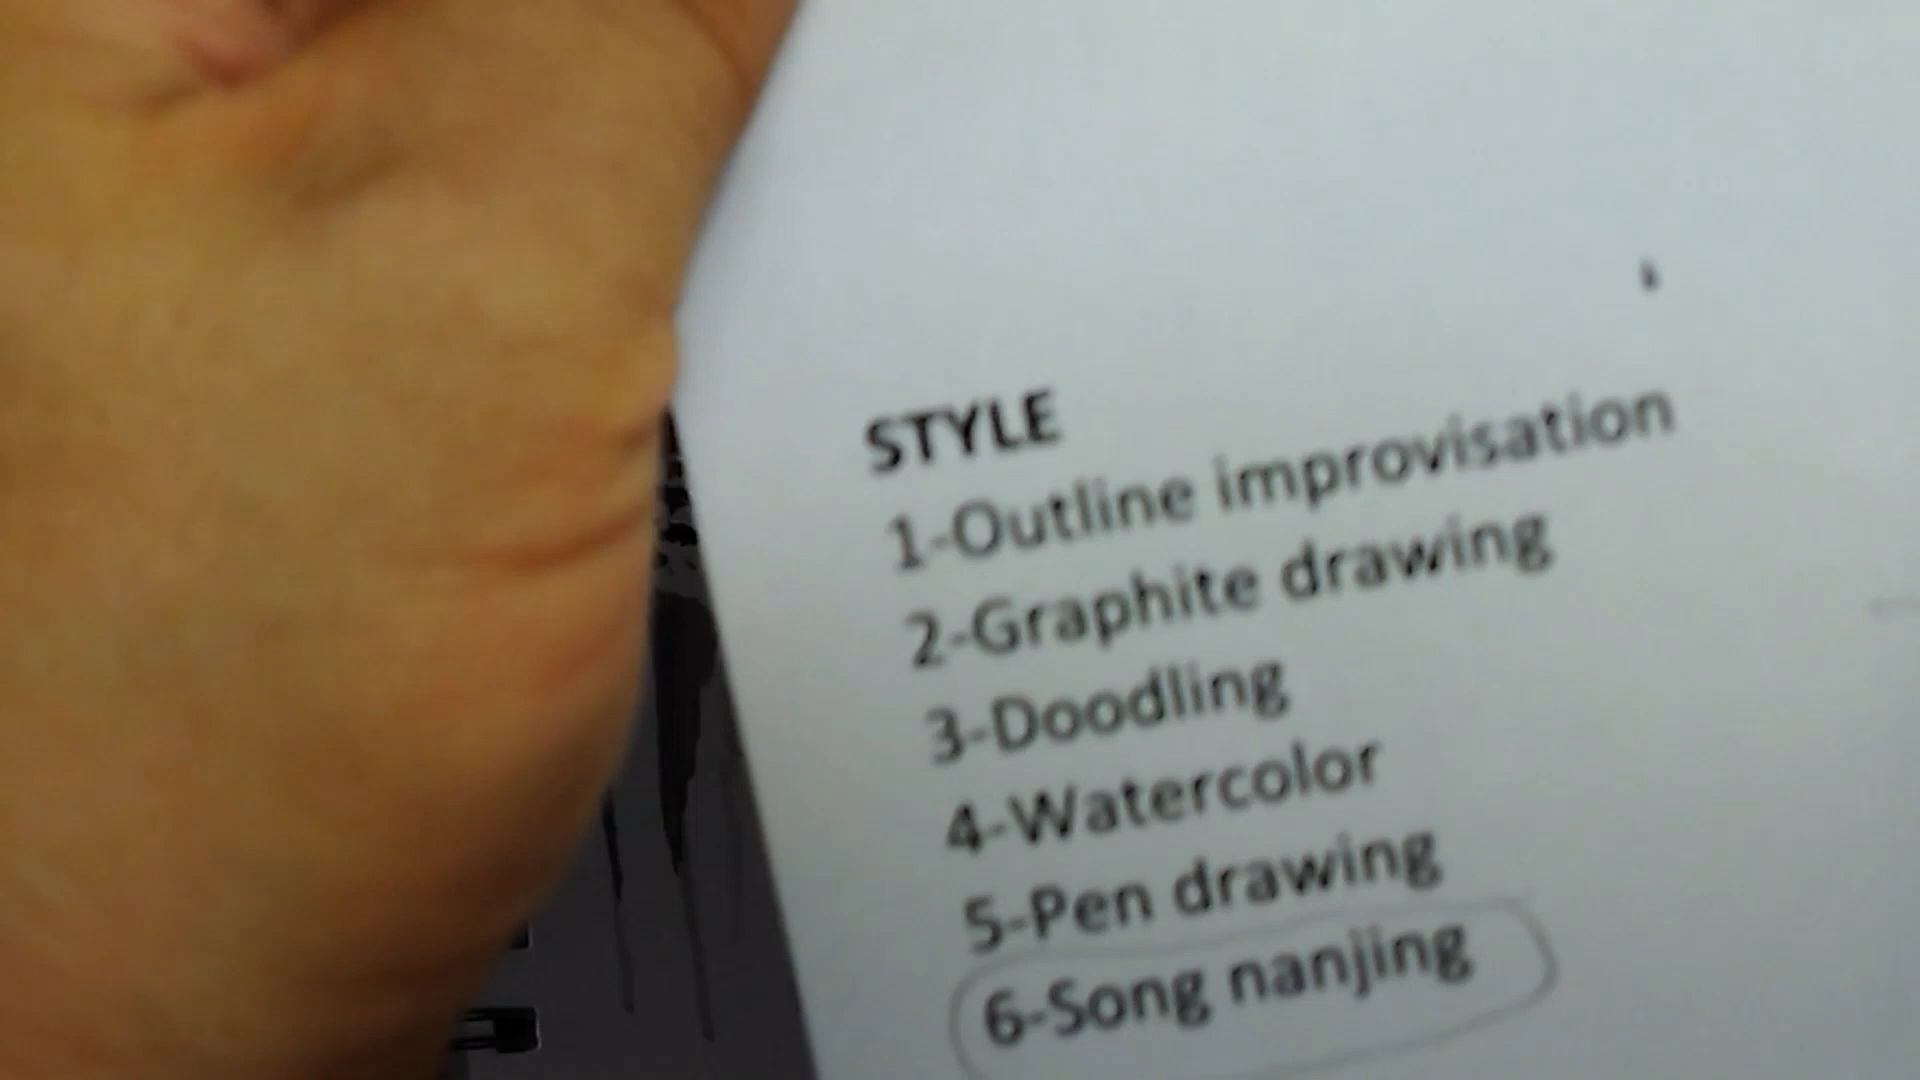 STYLE
1-Outline improvisation
2-Graphite drawing
3-Doodling
4-Watercolor
5-Pen drawing
6-Song nanjing